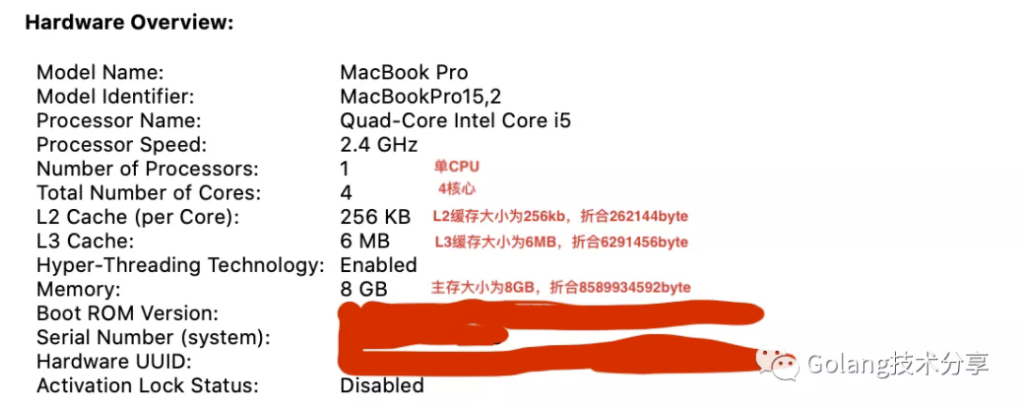 Hardware Overview:
Model Name: MacBook Pro
Model Identifier: MacBookPro15,2
Processor Name: Quad-Core Intel Core i5
Processor Speed: 2.4 GHz
Number of Processors: 1 单CPU
Total Number of Cores: 4 4核心
L2 Cache (per Core): 256 KB L2缓存大小为256kb，折合262144byte
L3 Cache: 6 MB L3缓存大小为6MB，折合6291456byte
Hyper-Threading Technology: Enabled
Memory: 8 GB 主存大小为8GB，折合8589934592byte
Boot ROM Version:
Serial Number (system):
Hardware UUID:
Activation Lock Status: Disabled
Golang技术分享